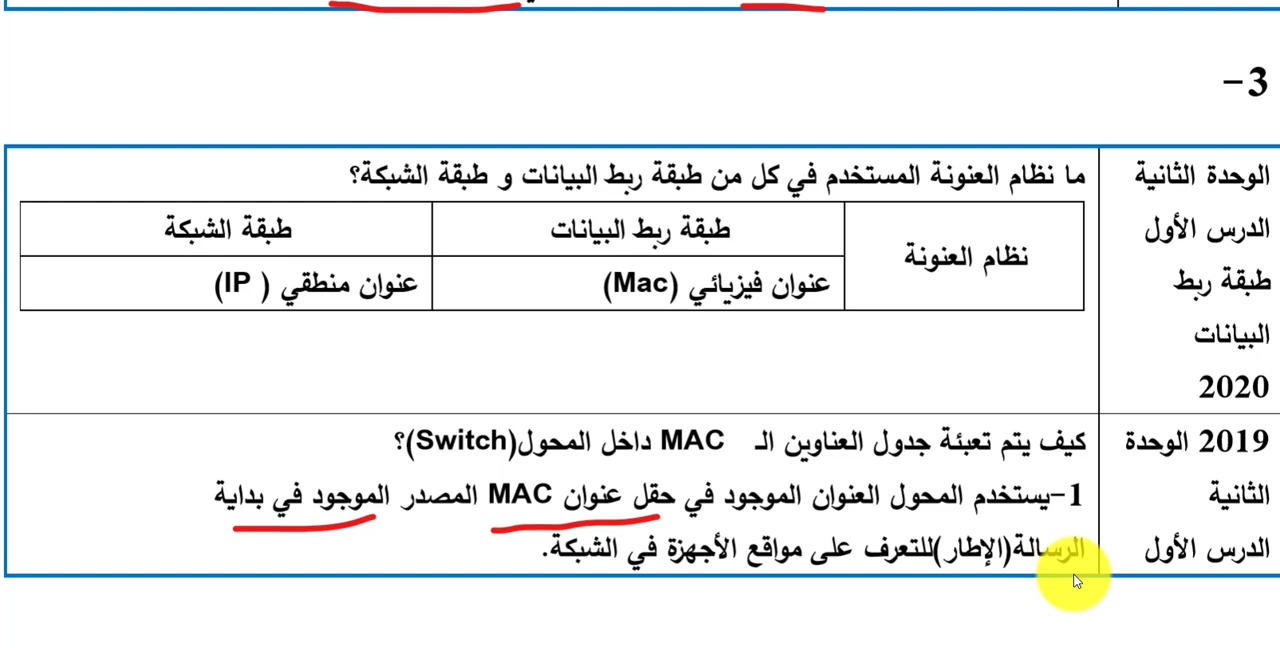 3-
الوحدة الثانية
الدرس الأول
طبقة ربط
البيانات
2020
ما نظام العنونة المستخدم في كل من طبقة ربط البيانات و طبقة الشبكة؟
نظام العنونة
طبقة ربط البيانات
طبقة الشبكة
عنوان فيزيائي (Mac)
عنوان منطقي ( IP)
2019 الوحدة
الثانية
الدرس الأول
كيف يتم تعبئة جدول العناوين الـ MAC داخل المحول(Switch)؟
1-يستخدم المحول العنوان الموجود في حقل عنوان MAC المصدر الموجود في بداية
الرسالة(الإطار)للتعرف على مواقع الأجهزة في الشبكة.